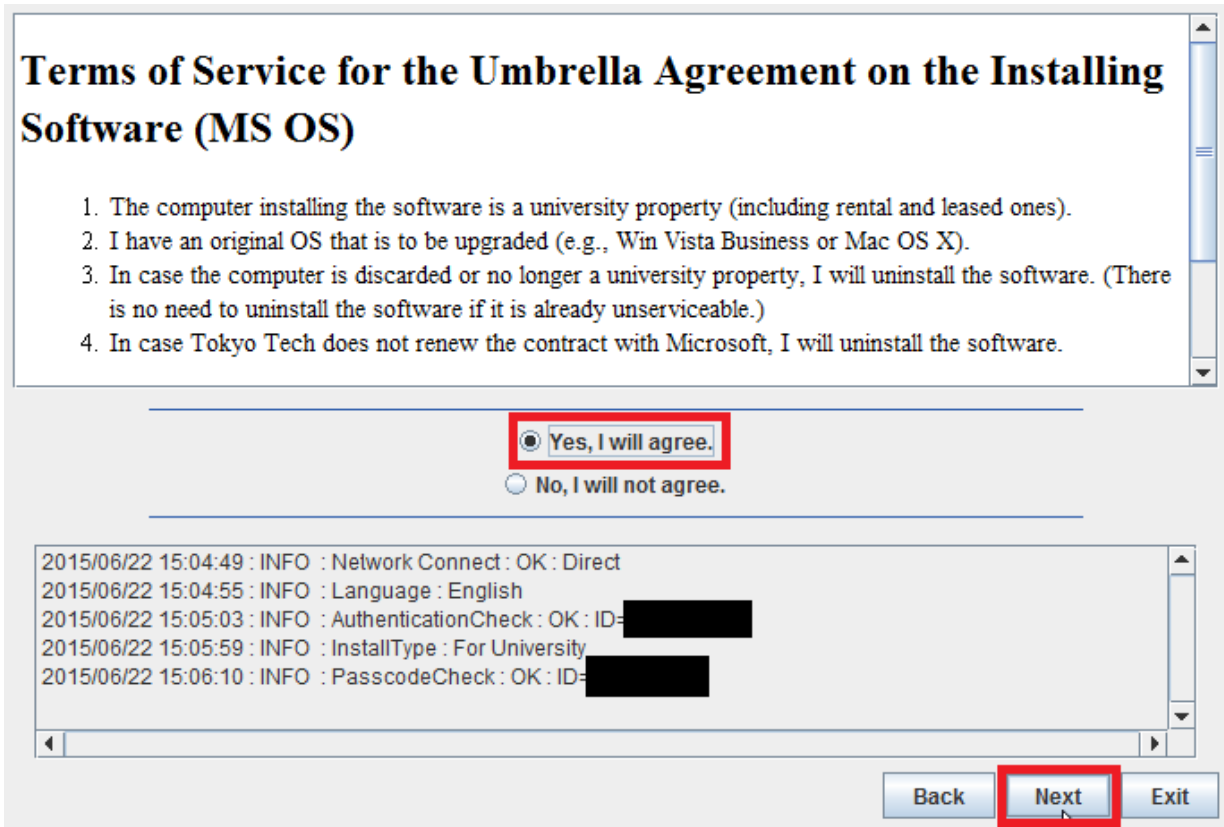 Terms of Service for the Umbrella Agreement on the Installing
Software (MS OS)
1. The computer installing the software is a university property (including rental and leased ones).
2. I have an original OS that is to be upgraded (e.g., Win Vista Business or Mac OS X).
3. In case the computer is discarded or no longer a university property, I will uninstall the software. (There
is no need to uninstall the software if it is already unserviceable.)
4. In case Tokyo Tech does not renew the contract with Microsoft, I will uninstall the software.
Yes, I will agree.
No, I will not agree.
2015/06/22 15:04:49 : INFO : Network Connect : OK : Direct
2015/06/22 15:04:55 : INFO : Language : English
2015/06/22 15:05:03 : INFO : AuthenticationCheck : OK : ID=
2015/06/22 15:05:59 : INFO : InstallType : For University
2015/06/22 15:06:10 : INFO : PasscodeCheck : OK : ID=
Back Next Exit